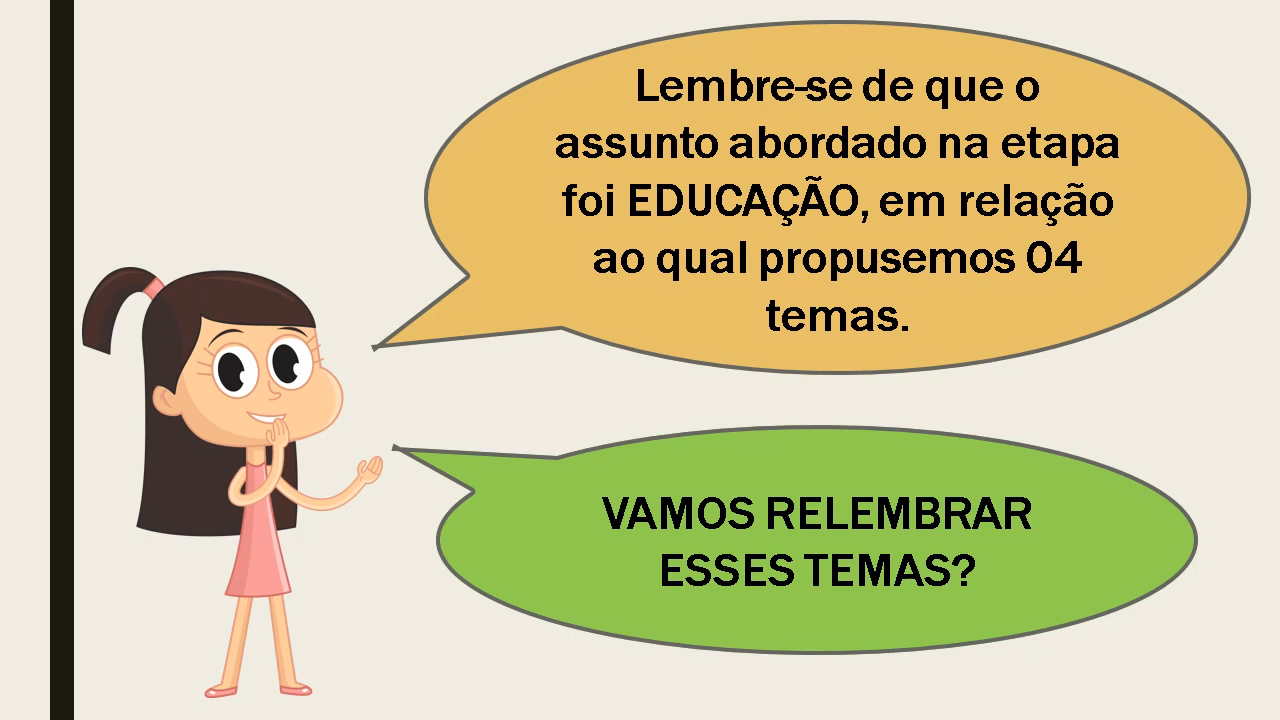 Lembre-se de que o
assunto abordado na etapa
foi EDUCAÇÃO, em relação
ao qual propusemos 04
temas.
VAMOS RELEMBRAR
ESSES TEMAS?